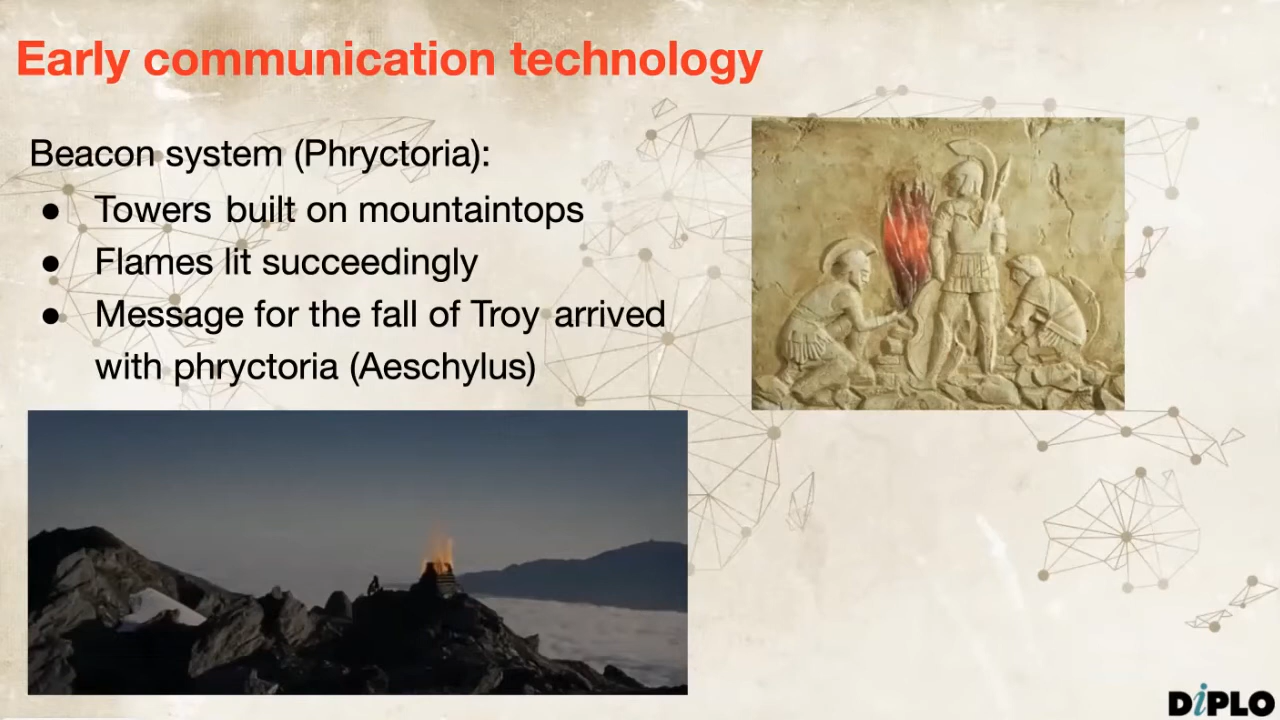 Early communication technology
Beacon system (Phryctoria):
● Towers built on mountaintops
● Flames lit succeedingly
● Message for the fall of Troy arrived
with phryctoria (Aeschylus)
DiPLO